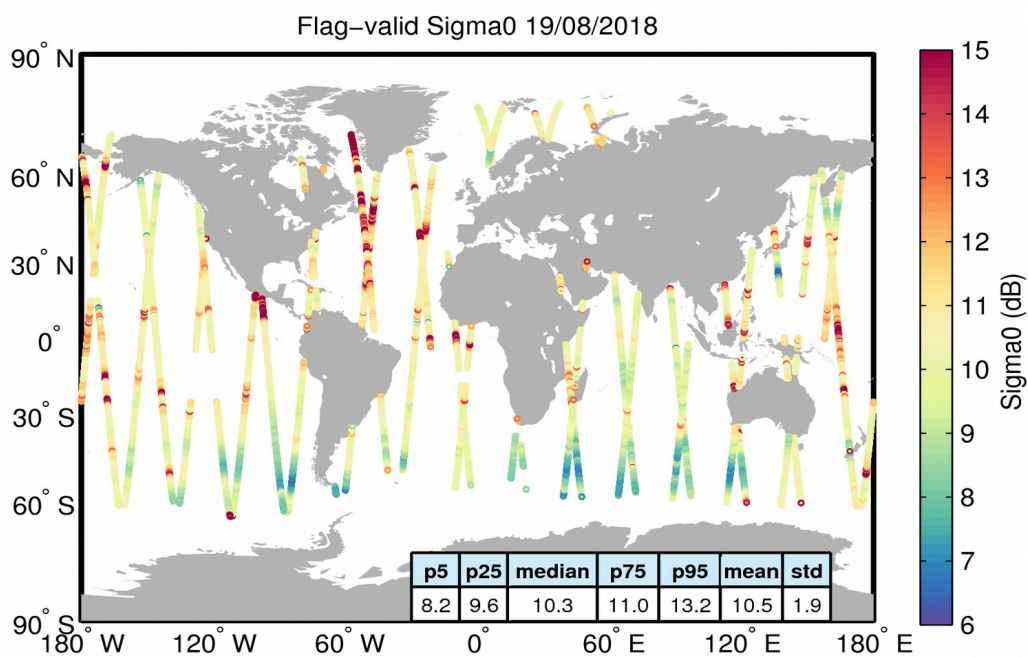 Flag−valid Sigma0 19/08/2018
90° N
60° N
30° N
0°
30° S
60° S
90° S
180° W
120° W
60° W
0°
60° E
120° E
180° E
p5 p25 median p75 p95 mean std
8.2 9.6 10.3 11.0 13.2 10.5 1.9
15
14
13
12
11
10
9
8
7
6
Sigma0 (dB)